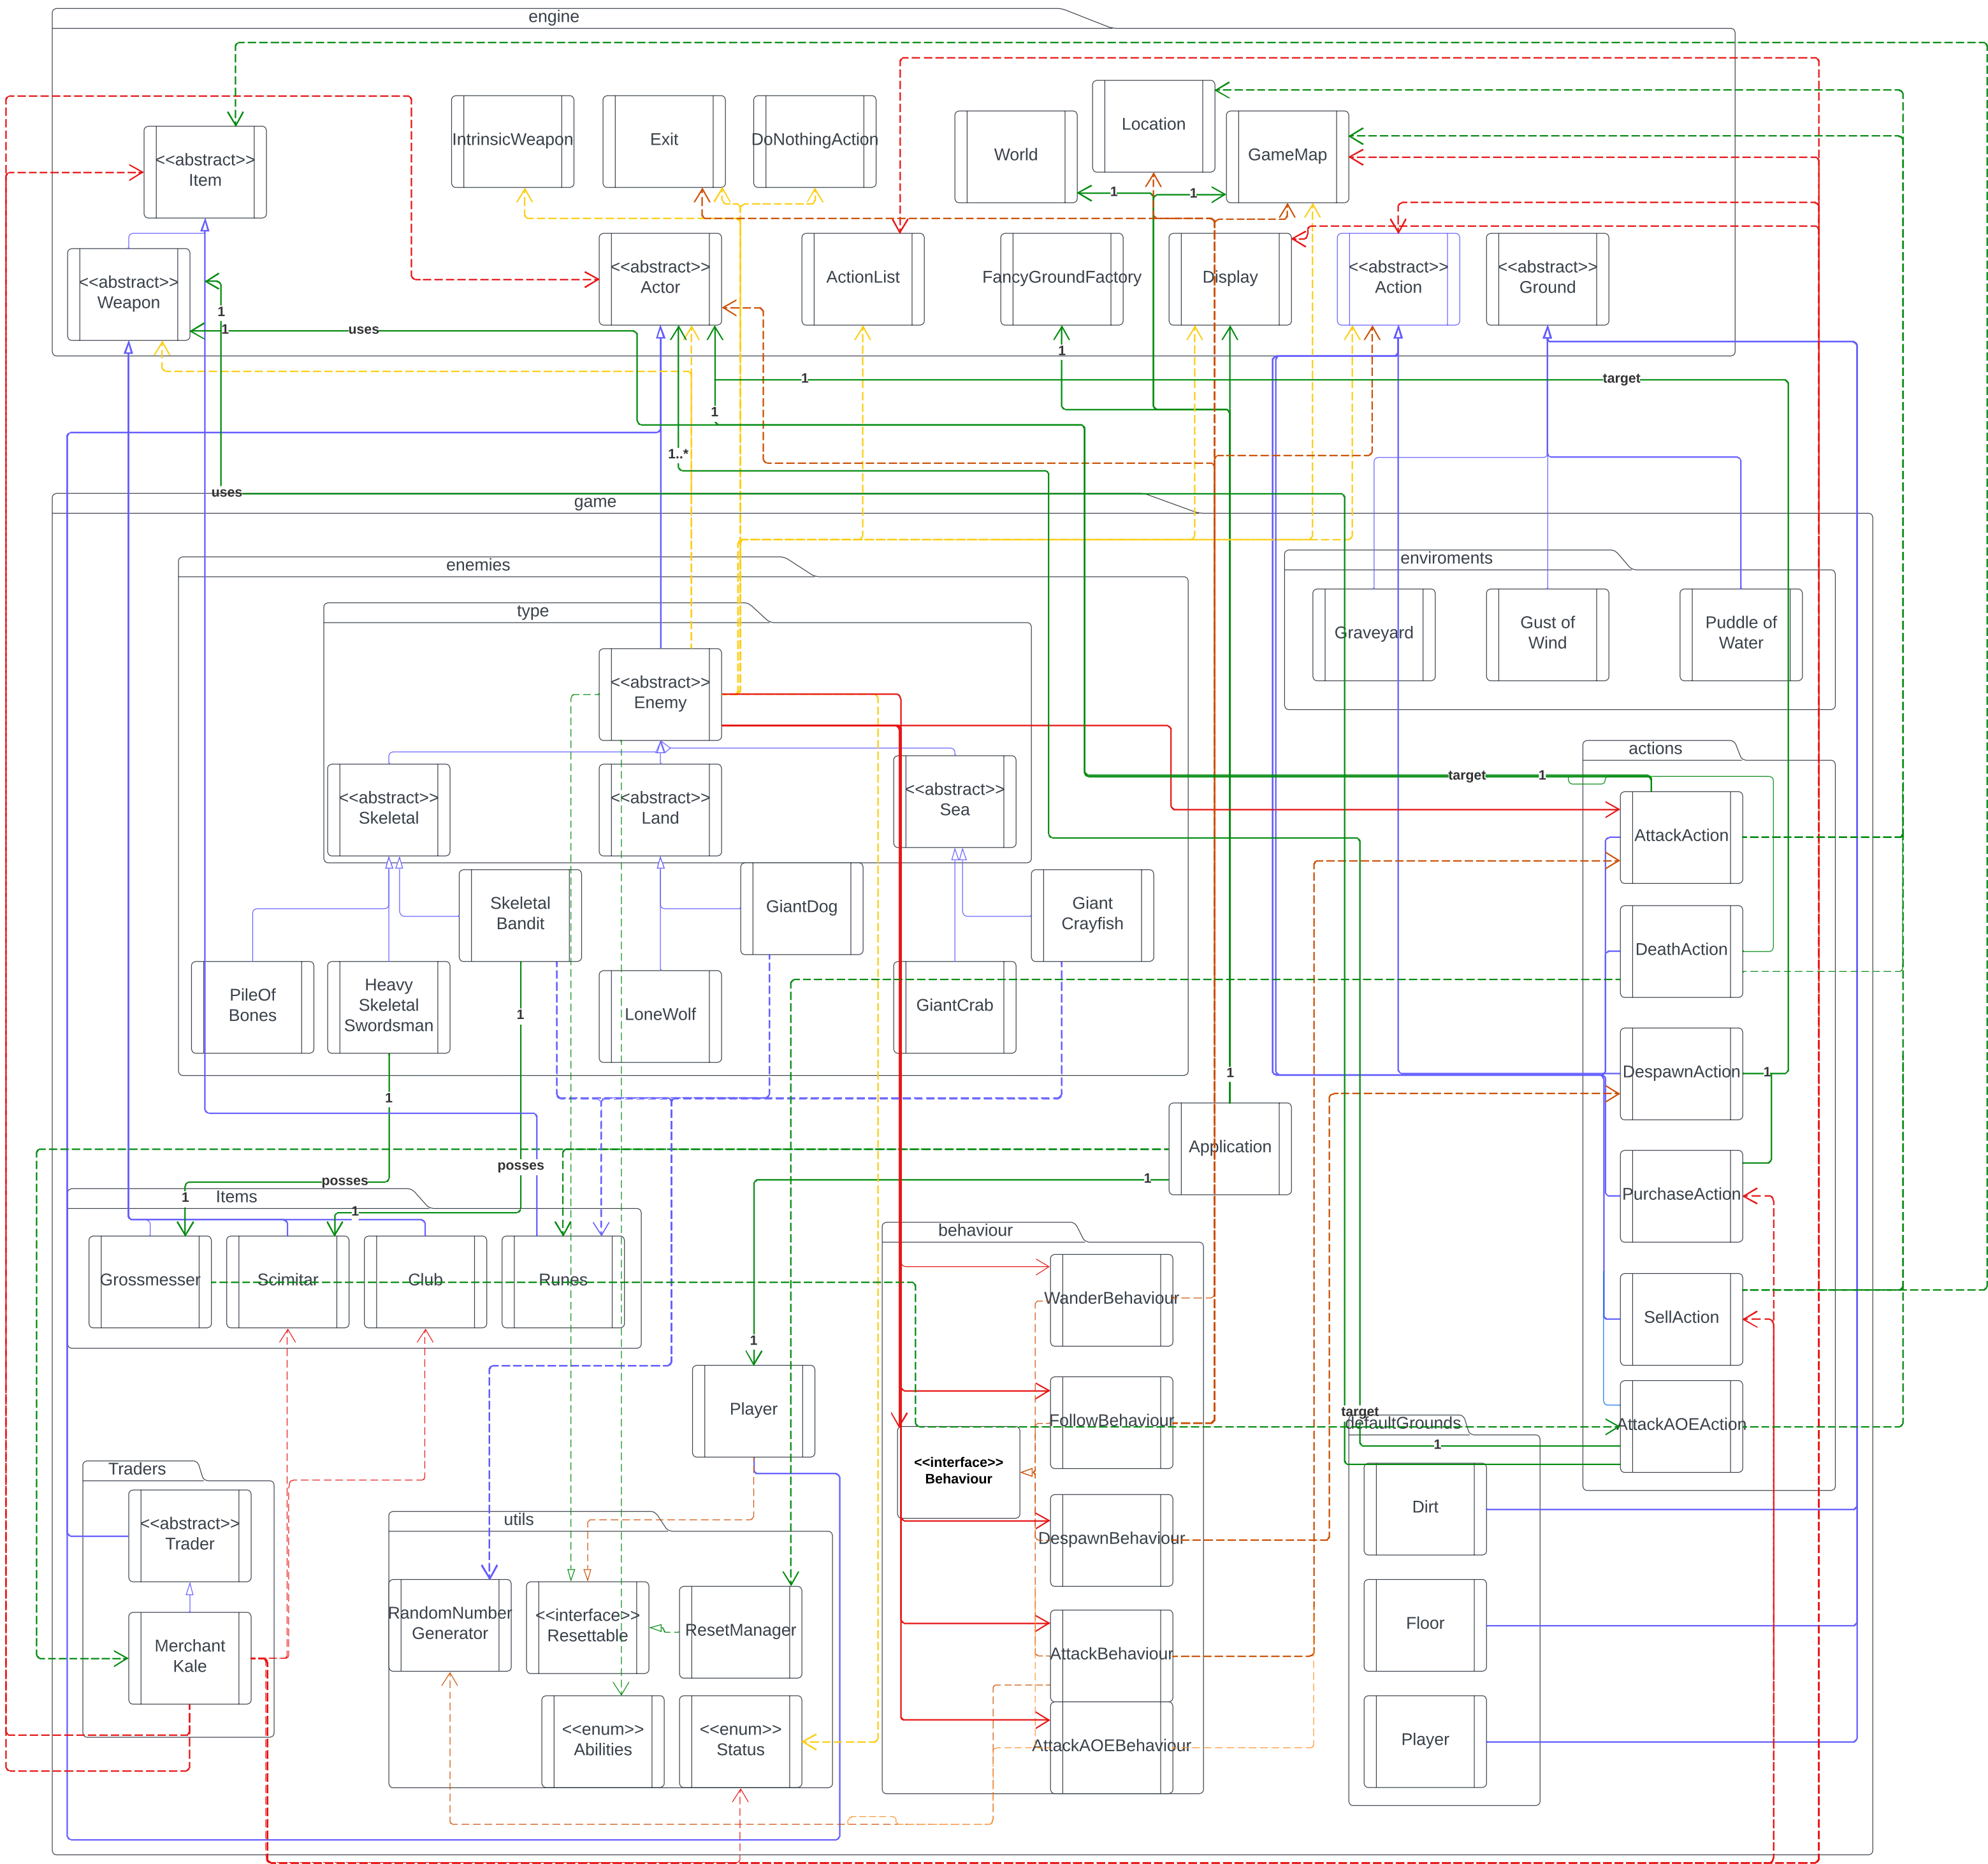 engine
Location
IntrinsicWeapon
Exit
DoNothingAction
World
GameMap
<<abstract>>
Item
1
1
<<abstract>>
Weapon
<<abstract>>
Actor
ActionList
FancyGroundFactory
Display
<<abstract>>
Action
<<abstract>>
Ground
1
1
uses
1
1
target
1
1..*
uses
game
enemies
enviroments
type
Graveyard
Gust of
Wind
Puddle of
Water
<<abstract>>
Enemy
actions
target
1
<<abstract>>
Skeletal
<<abstract>>
Land
<<abstract>>
Sea
AttackAction
Skeletal
Bandit
GiantDog
Giant
Crayfish
DeathAction
PileOf
Bones
Heavy
Skeletal
Swordsman
LoneWolf
GiantCrab
1
1
1
DespawnAction
1
Application
posses
posses
1
1
1
Items
PurchaseAction
behaviour
Grossmesser
Scimitar
Club
Runes
WanderBehaviour
SellAction
1
Player
FollowBehaviour
target
defaultGrounds
AttackAOEAction
1
Traders
<<interface>>
Behaviour
Dirt
utils
<<abstract>>
Trader
DespawnBehaviour
RandomNumber
Generator
<<interface>>
Resettable
ResetManager
Floor
Merchant
Kale
AttackBehaviour
<<enum>>
Abilities
<<enum>>
Status
AttackAOEBehaviour
Player